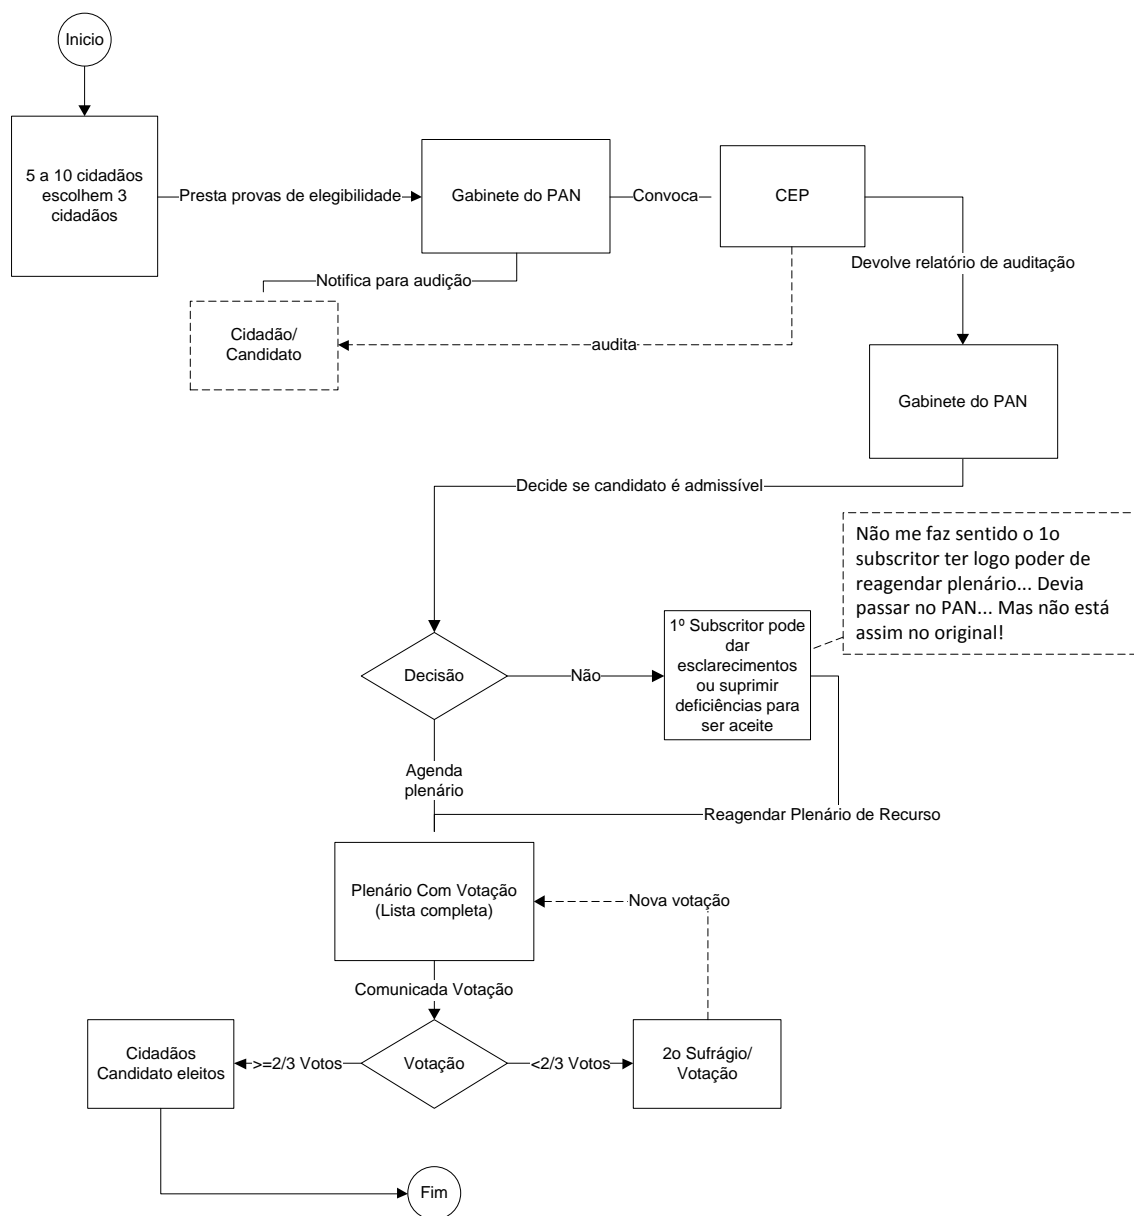 Inicio
5 a 10 cidadãos
escolhem 3
cidadãos
Presta provas de elegibilidade
Gabinete do PAN
Convoca
CEP
Devolve relatório de auditação
Notifica para audição
Cidadão/
Candidato
audita
Gabinete do PAN
Decide se candidato é admissível
Não me faz sentido o 1o
subscritor ter logo poder de
reagendar plenário... Devia
passar no PAN... Mas não está
assim no original!
Decisão
Não
1º Subscritor pode
dar
esclarecimentos
ou suprimir
deficiências para
ser aceite
Agenda
plenário
Reagendar Plenário de Recurso
Plenário Com Votação
(Lista completa)
Nova votação
Comunicada Votação
Cidadãos
Candidato eleitos
>=2/3 Votos
Votação
<2/3 Votos
2o Sufrágio/
Votação
Fim